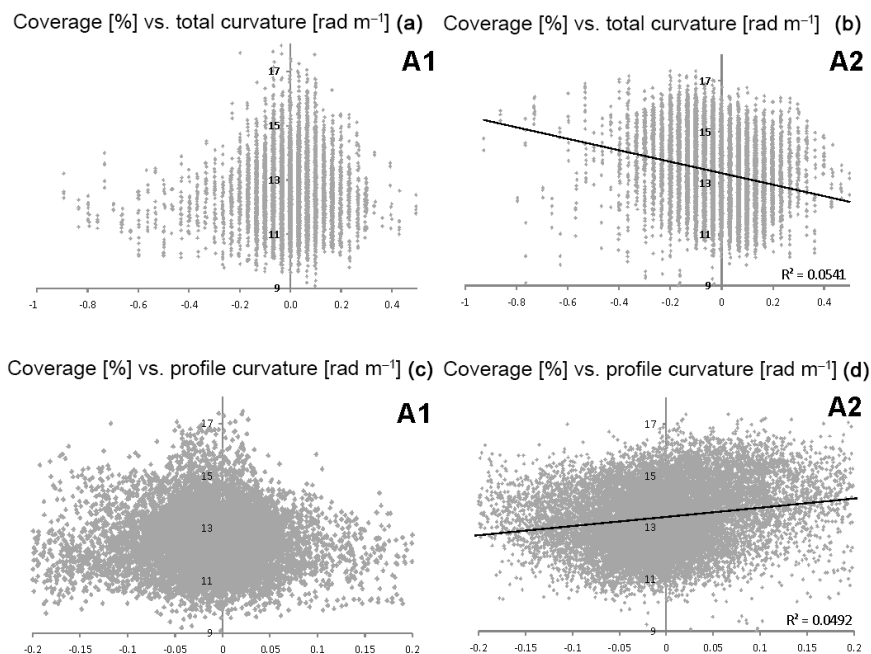 Coverage [%] vs. total curvature [rad m⁻¹] (a)
A1
17
15
13
11
9
-1 -0.8 -0.6 -0.4 -0.2 0.0 0.2 0.4
Coverage [%] vs. total curvature [rad m⁻¹] (b)
A2
17
15
13
11
9
R² = 0.0541
-1 -0.8 -0.6 -0.4 -0.2 0 0.2 0.4
Coverage [%] vs. profile curvature [rad m⁻¹] (c)
A1
17
15
13
11
9
-0.2 -0.15 -0.1 -0.05 0 0.05 0.1 0.15 0.2
Coverage [%] vs. profile curvature [rad m⁻¹] (d)
A2
17
15
13
11
9
R² = 0.0492
-0.2 -0.15 -0.1 -0.05 0 0.05 0.1 0.15 0.2